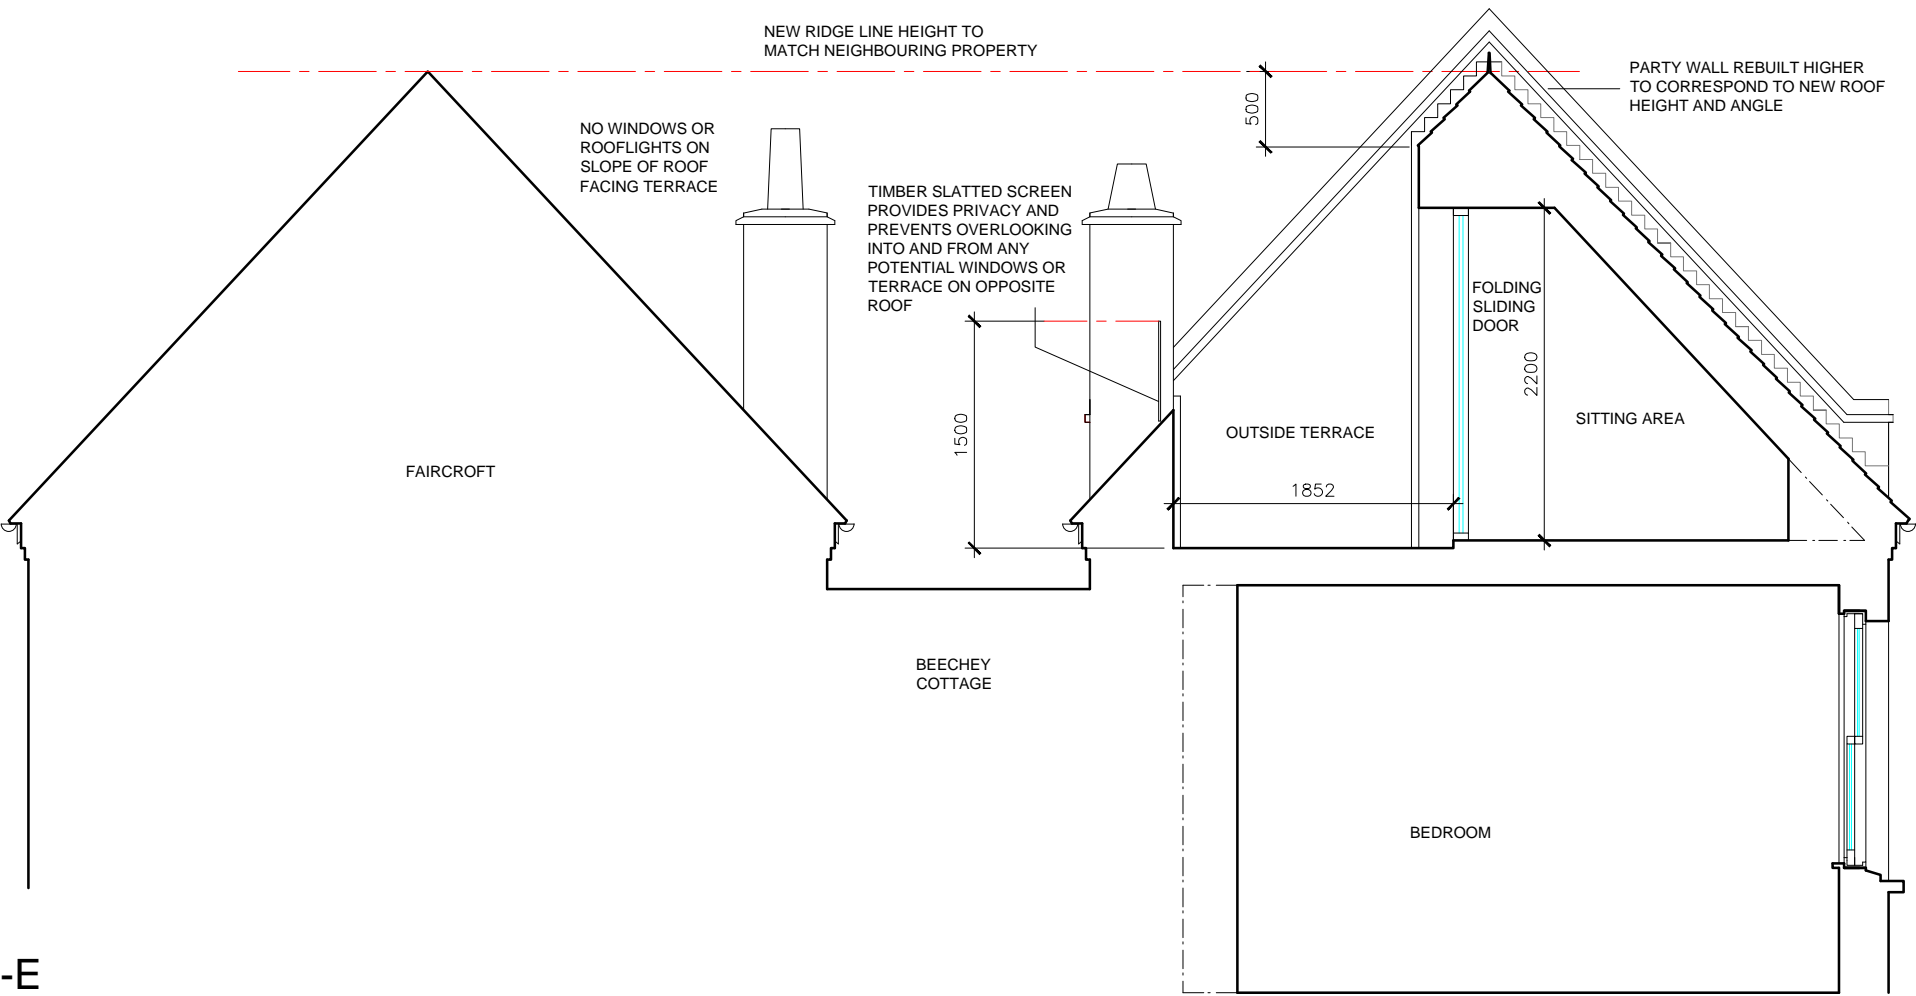 NEW RIDGE LINE HEIGHT TO
MATCH NEIGHBOURING PROPERTY
PARTY WALL REBUILT HIGHER
TO CORRESPOND TO NEW ROOF
HEIGHT AND ANGLE
500
NO WINDOWS OR
ROOFLIGHTS ON
SLOPE OF ROOF
FACING TERRACE
TIMBER SLATTED SCREEN
PROVIDES PRIVACY AND
PREVENTS OVERLOOKING
INTO AND FROM ANY
POTENTIAL WINDOWS OR
TERRACE ON OPPOSITE
ROOF
FOLDING
SLIDING
DOOR
2200
1500
OUTSIDE TERRACE
SITTING AREA
FAIRCROFT
1852
BEECHEY
COTTAGE
BEDROOM
-E